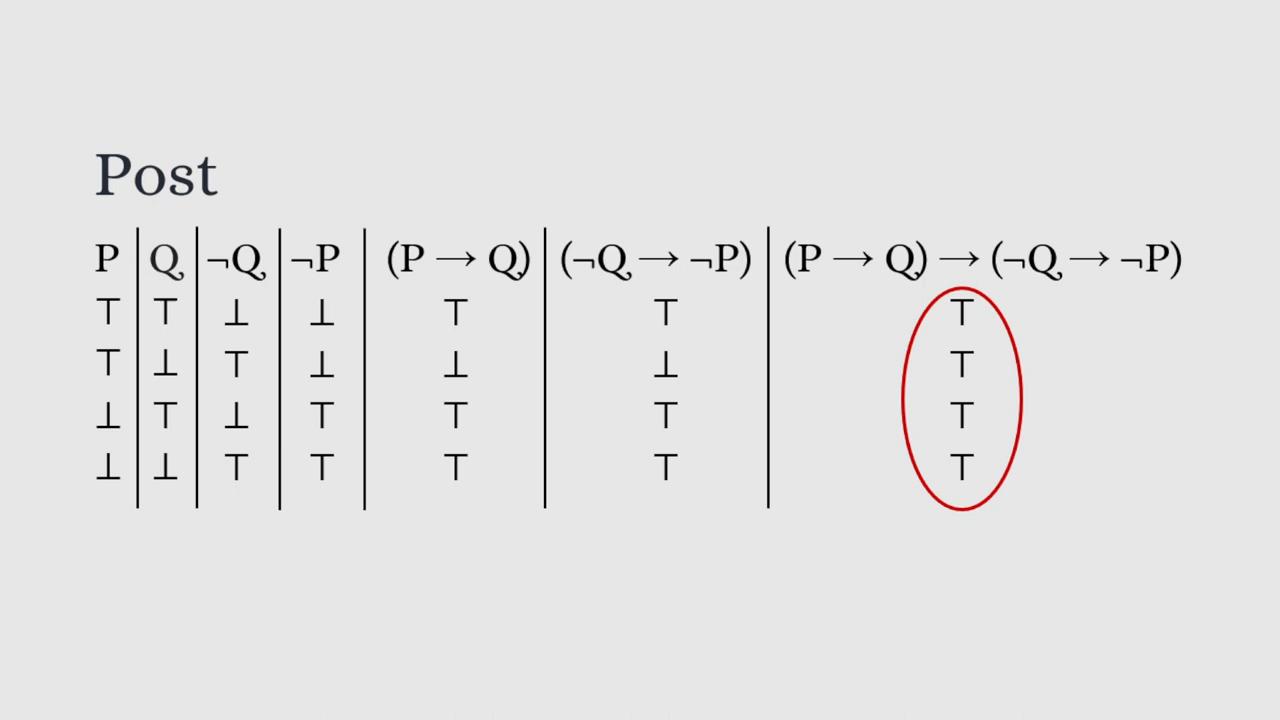 Post
P Q ¬Q ¬P (P → Q) (¬Q → ¬P) (P → Q) → (¬Q → ¬P)
⊤ ⊤ ⊥ ⊥ ⊤ ⊤ ⊤
⊤ ⊥ ⊤ ⊥ ⊥ ⊥ ⊤
⊥ ⊤ ⊥ ⊤ ⊤ ⊤ ⊤
⊥ ⊥ ⊤ ⊤ ⊤ ⊤ ⊤